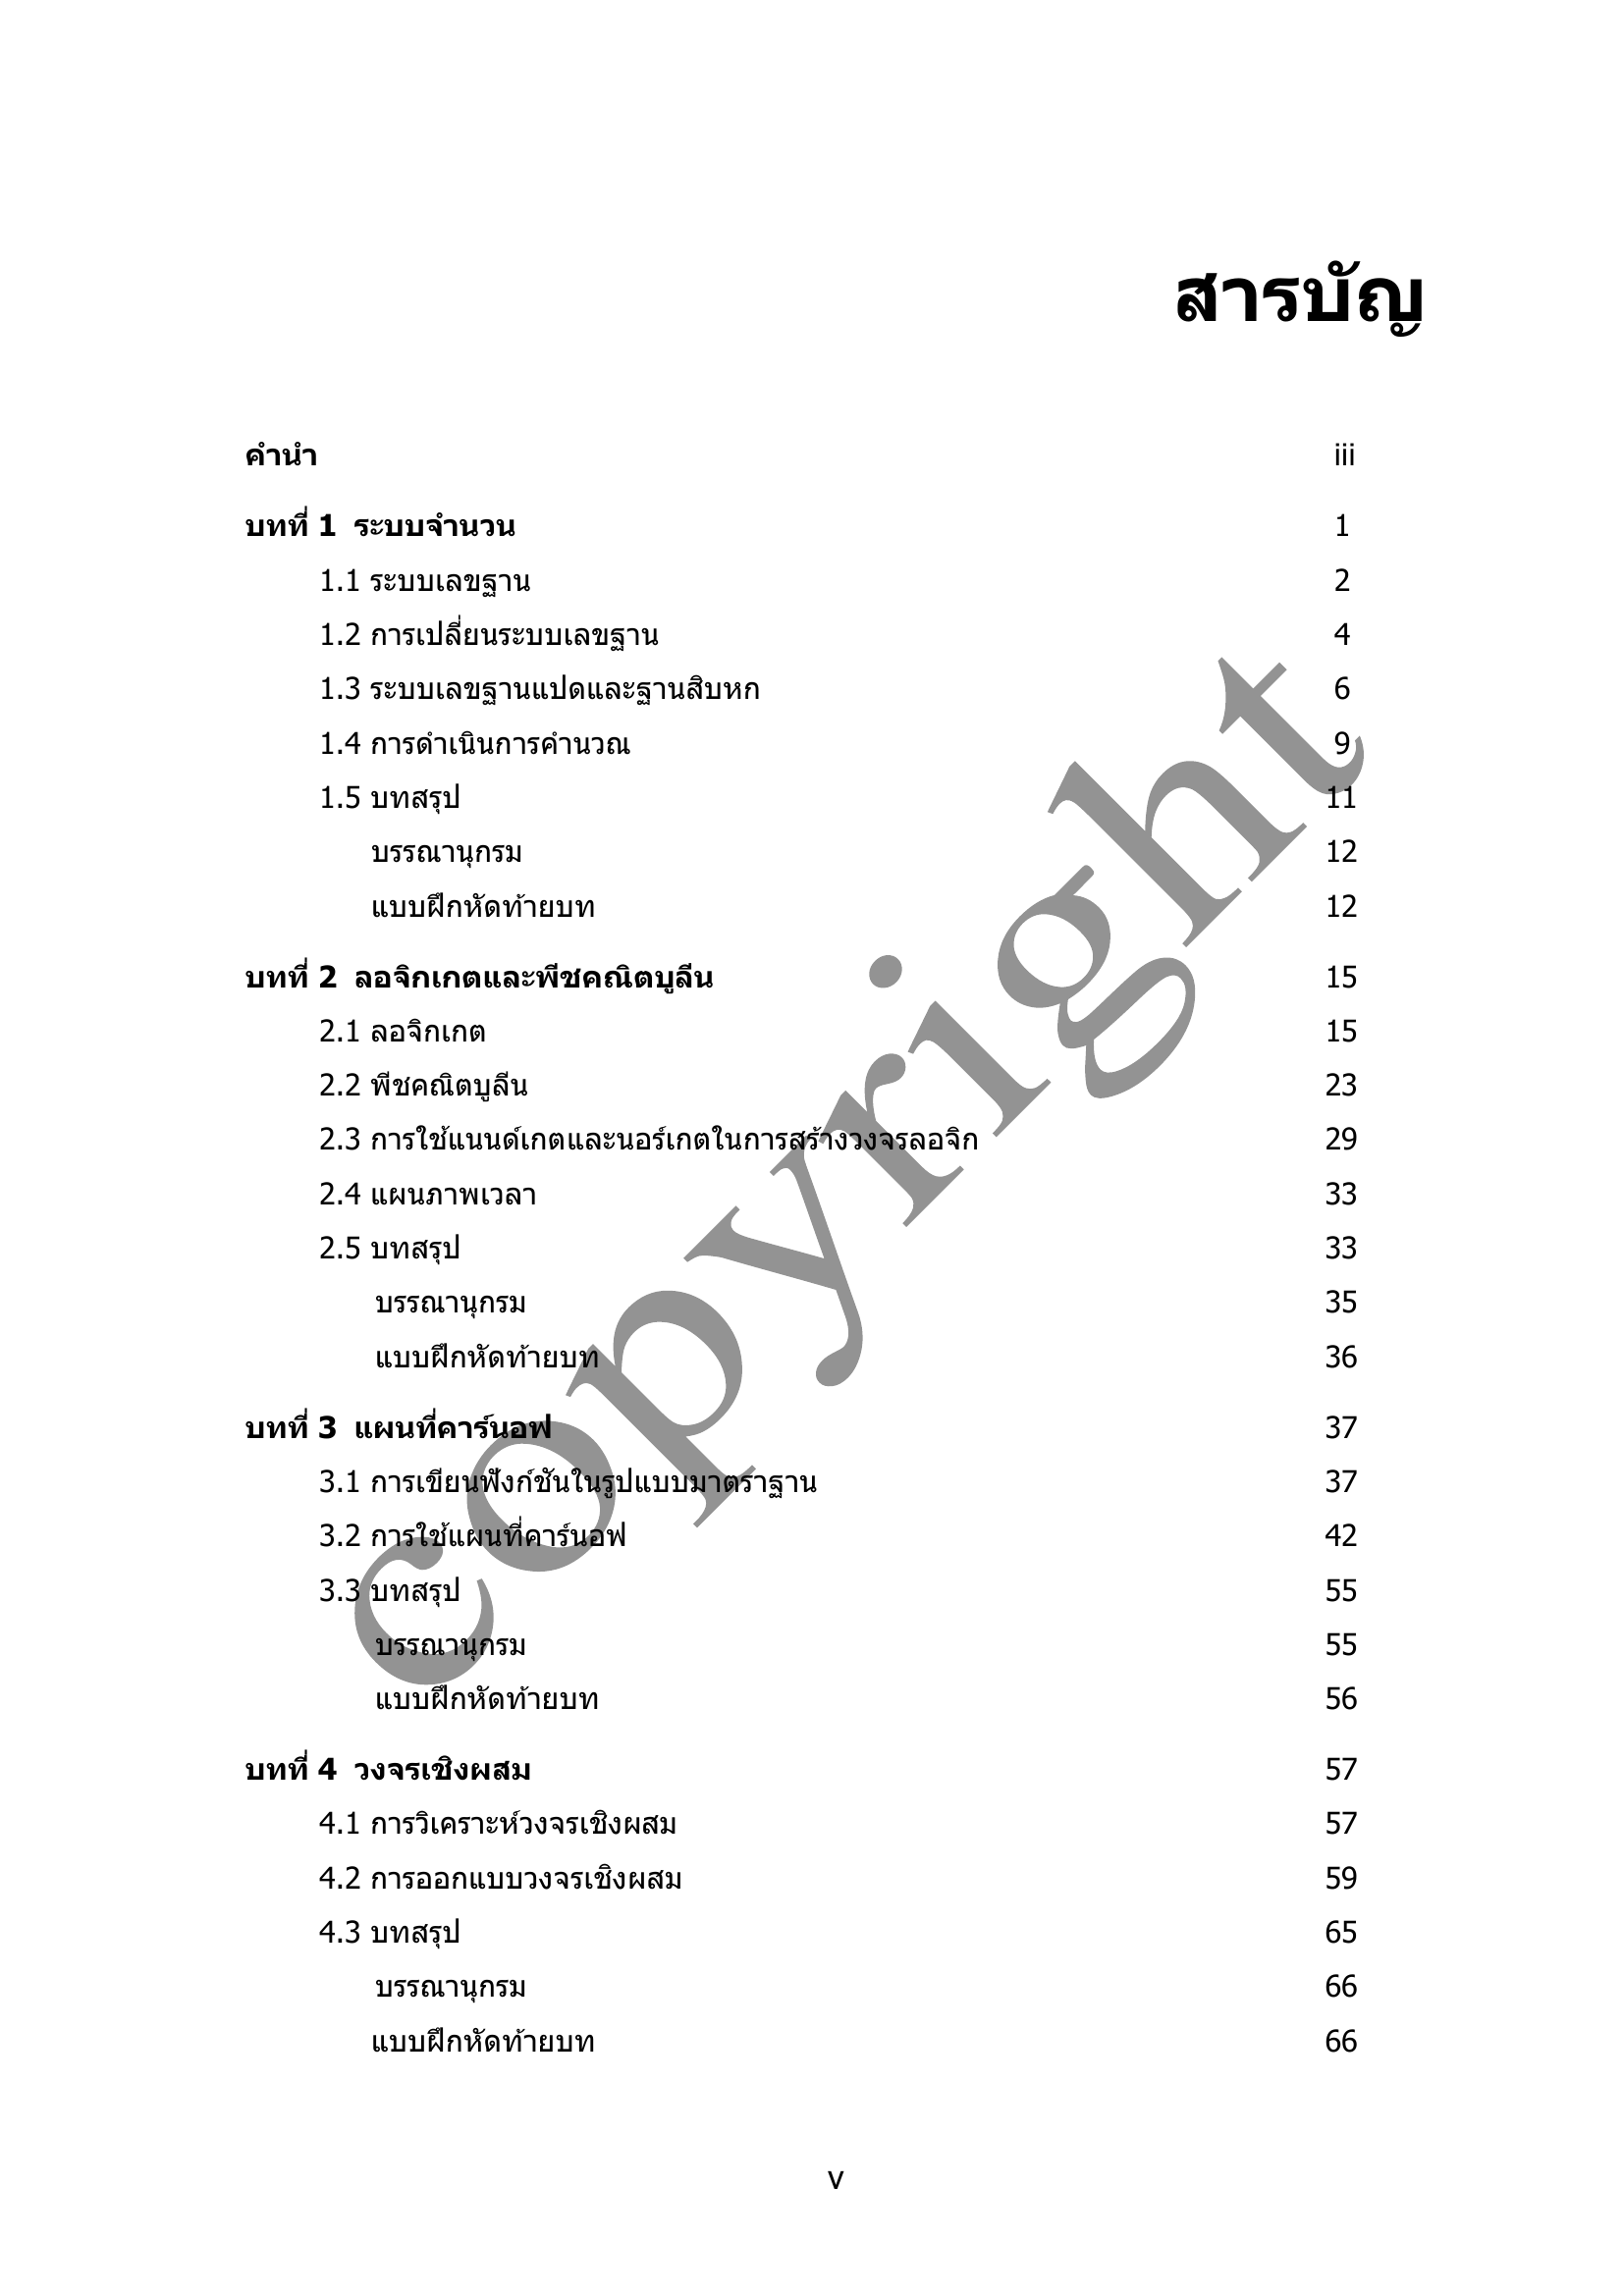 สารบัญ
คำนำ iii
บทที่ 1 ระบบจำนวน 1
1.1 ระบบเลขฐาน 2
1.2 การเปลี่ยนระบบเลขฐาน 4
1.3 ระบบเลขฐานแปดและฐานสิบหก 6
1.4 การดำเนินการคำนวณ 9
1.5 บทสรุป 11
บรรณานุกรม 12
แบบฝึกหัดท้ายบท 12
บทที่ 2 ลอจิกเกตและพีชคณิตบูลีน 15
2.1 ลอจิกเกต 15
2.2 พีชคณิตบูลีน 23
2.3 การใช้แนนด์เกตและนอร์เกตในการสร้างวงจรลอจิก 29
2.4 แผนภาพเวลา 33
2.5 บทสรุป 33
บรรณานุกรม 35
แบบฝึกหัดท้ายบท 36
บทที่ 3 แผนที่คาร์นอฟ 37
3.1 การเขียนฟังก์ชันในรูปแบบมาตราฐาน 37
3.2 การใช้แผนที่คาร์นอฟ 42
3.3 บทสรุป 55
บรรณานุกรม 55
แบบฝึกหัดท้ายบท 56
บทที่ 4 วงจรเชิงผสม 57
4.1 การวิเคราะห์วงจรเชิงผสม 57
4.2 การออกแบบวงจรเชิงผสม 59
4.3 บทสรุป 65
บรรณานุกรม 66
แบบฝึกหัดท้ายบท 66
v
copyright